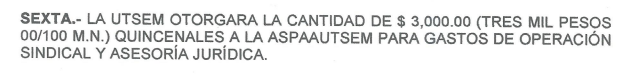 SEXTA.- LA UTSEM OTORGARA LA CANTIDAD DE $ 3,000.00 (TRES MIL PESOS
00/100 M.N.) QUINCENALES A LA ASPAAUTSEM PARA GASTOS DE OPERACIÓN
SINDICAL Y ASESORÍA JURÍDICA.